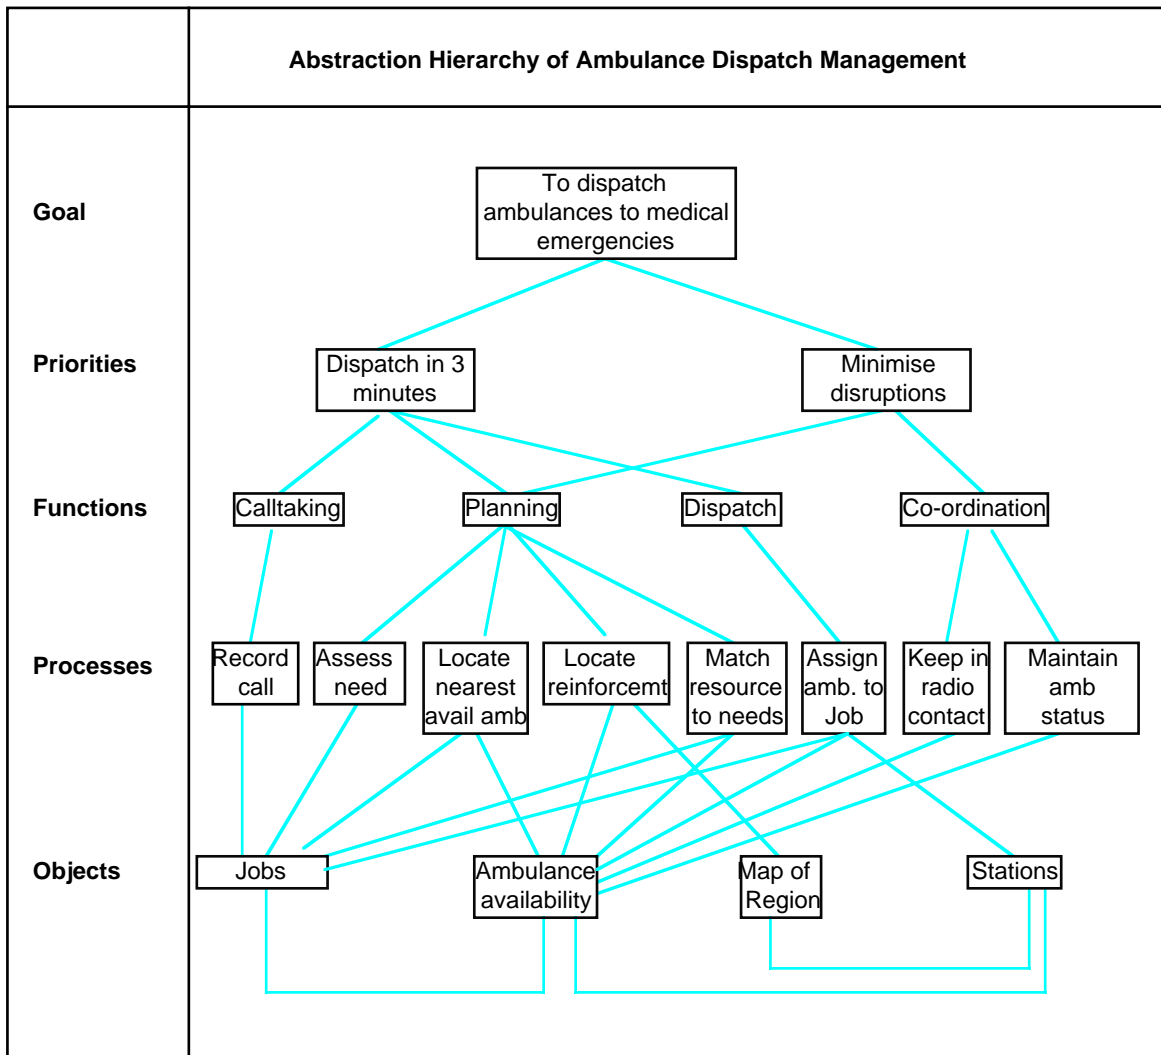 Abstraction Hierarchy of Ambulance Dispatch Management
Goal
To dispatch
ambulances to medical
emergencies
Priorities
Dispatch in 3
minutes
Minimise
disruptions
Functions
Calltaking
Planning
Dispatch
Co-ordination
Processes
Record
call
Assess
need
Locate
nearest
avail amb
Locate
reinforcemt
Match
resource
to needs
Assign
amb. to
Job
Keep in
radio
contact
Maintain
amb
status
Objects
Jobs
Ambulance
availability
Map of
Region
Stations